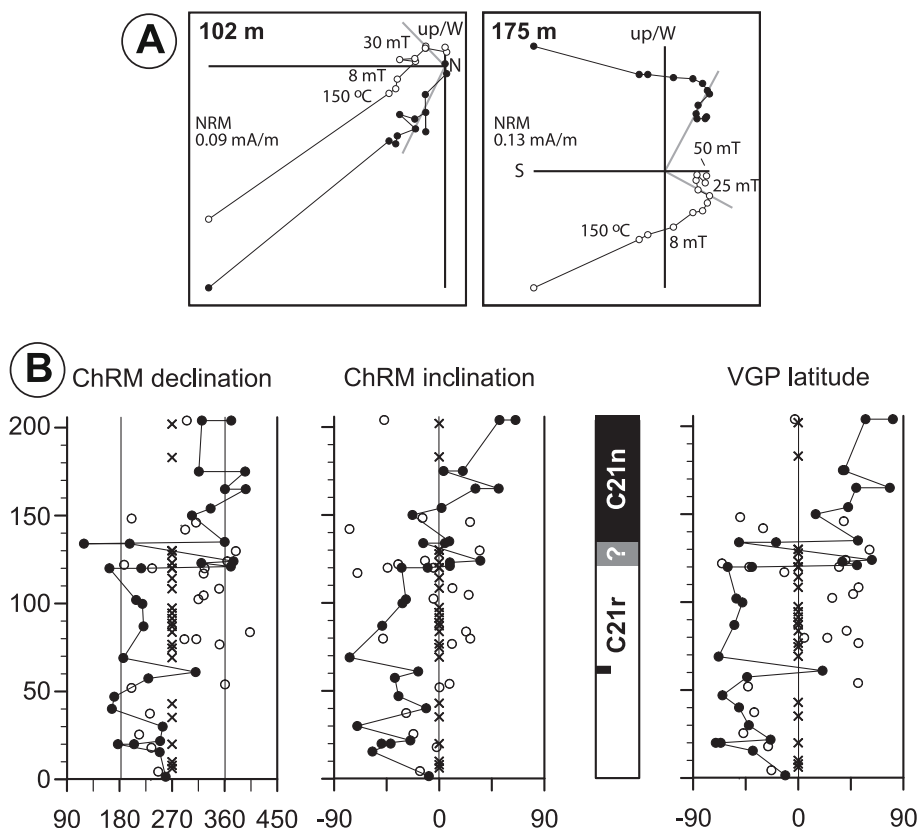 A
102 m
up/W
30 mT
N
8 mT
150 °C
NRM
0.09 mA/m
175 m
up/W
NRM
0.13 mA/m
50 mT
S
25 mT
150 °C
8 mT
B
ChRM declination
ChRM inclination
VGP latitude
200
150
100
50
0
90 180 270 360 450
-90 0 90
C21n
?
C21r
-90 0 90